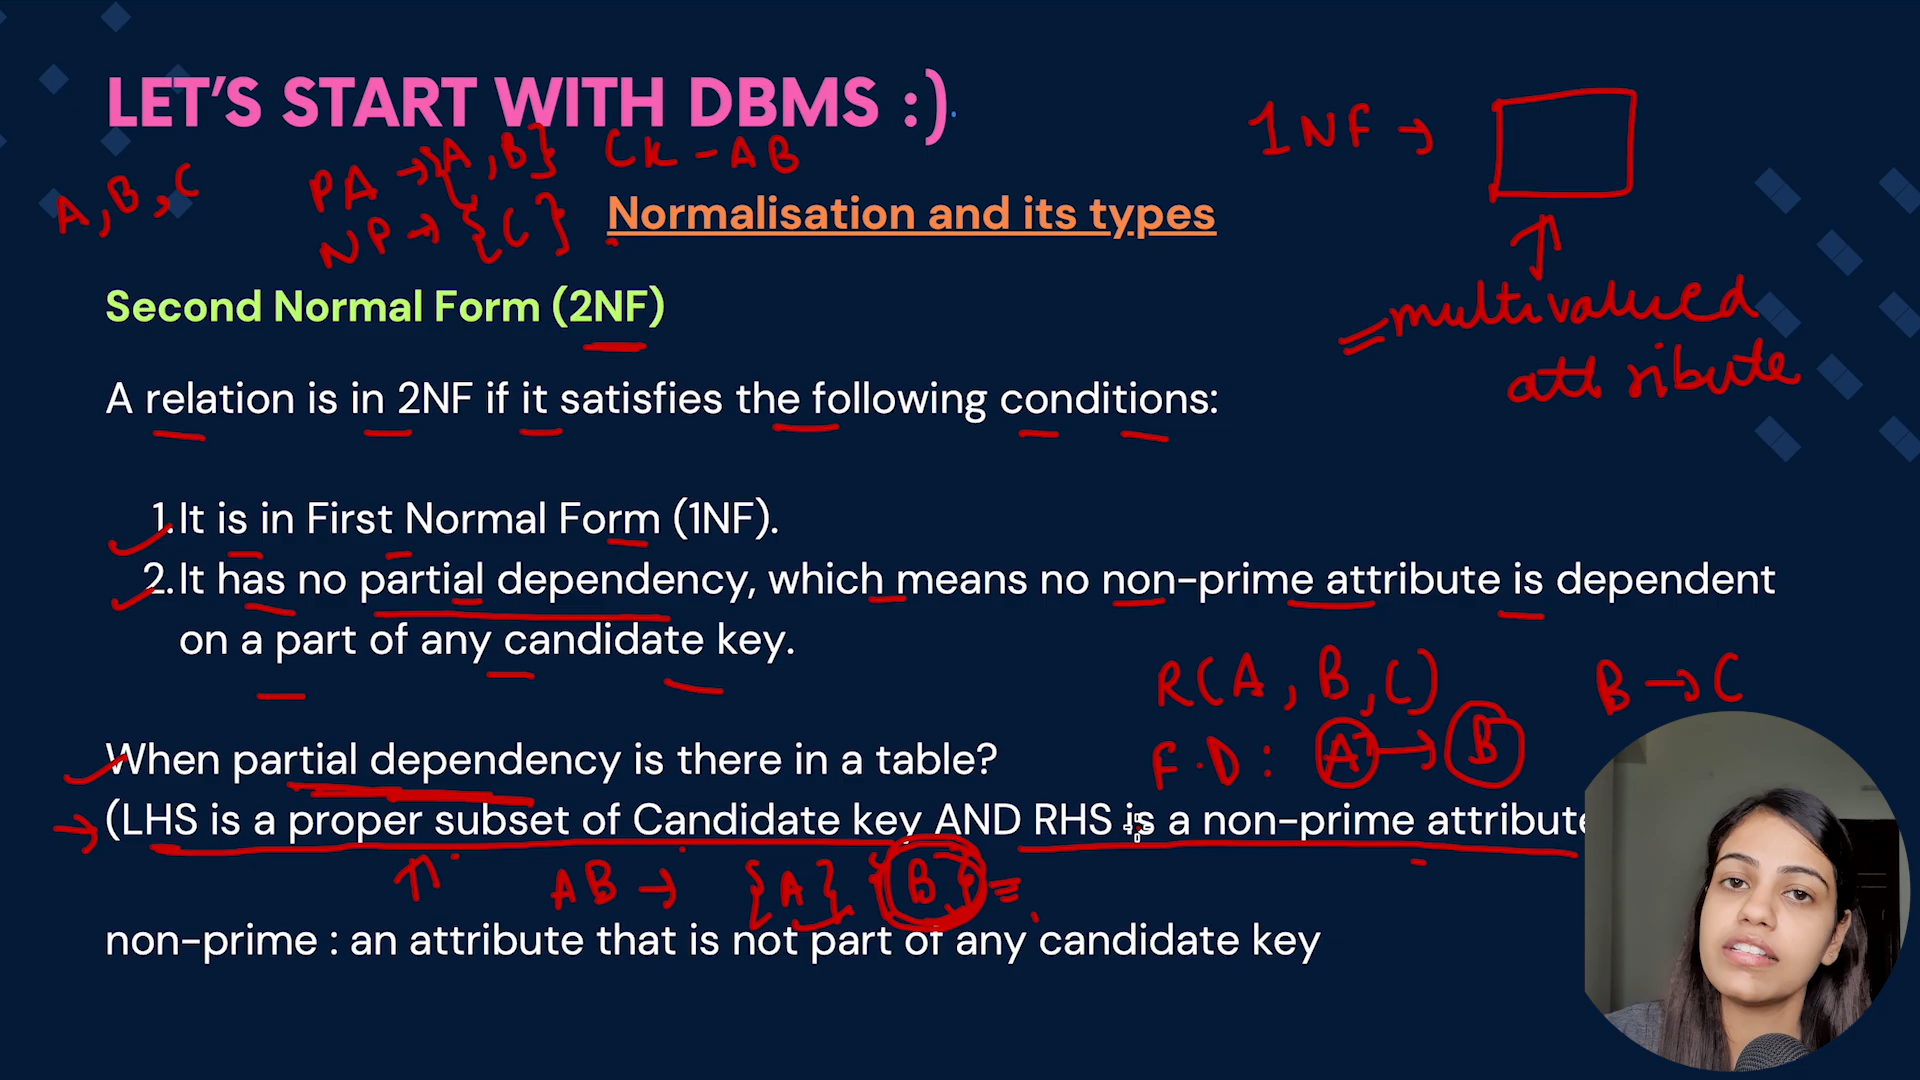 LET'S START WITH DBMS :)
1NF →
A, B, C
PA → {A, B}
CK - AB
NP → {C}
Normalisation and its types
multivalued
attribute
Second Normal Form (2NF)
A relation is in 2NF if it satisfies the following conditions:
1. It is in First Normal Form (1NF).
2. It has no partial dependency, which means no non-prime attribute is dependent
on a part of any candidate key.
R(A, B, C)
B → C
F.D: A → B
When partial dependency is there in a table?
(LHS is a proper subset of Candidate key AND RHS is a non-prime attribute
AB → {A} {B}
non-prime : an attribute that is not part of any candidate key